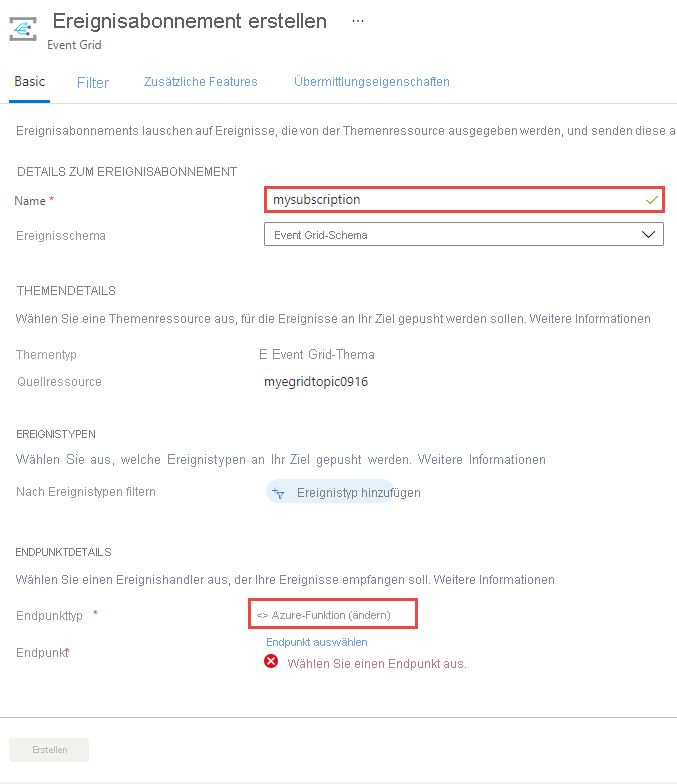 Ereignisabonnement erstellen ...
Event Grid
Basic Filter Zusätzliche Features Übermittlungseigenschaften
Ereignisabonnements lauschen auf Ereignisse, die von der Themenressource ausgegeben werden, und senden diese a
DETAILS ZUM EREIGNISABONNEMENT
Name * mysubscription
Ereignisschema Event Grid-Schema
THEMENDETAILS
Wählen Sie eine Themenressource aus, für die Ereignisse an Ihr Ziel gepusht werden sollen. Weitere Informationen
Thementyp E Event Grid-Thema
Quellressource myegridtopic0916
EREIGNISTYPEN
Wählen Sie aus, welche Ereignistypen an Ihr Ziel gepusht werden. Weitere Informationen
Nach Ereignistypen filtern Ereignistyp hinzufügen
ENDPUNKTDETAILS
Wählen Sie einen Ereignishandler aus, der Ihre Ereignisse empfangen soll. Weitere Informationen
Endpunkttyp * <> Azure-Funktion (ändern)
Endpunkt auswählen
Endpunkt*
Wählen Sie einen Endpunkt aus.
Erstellen